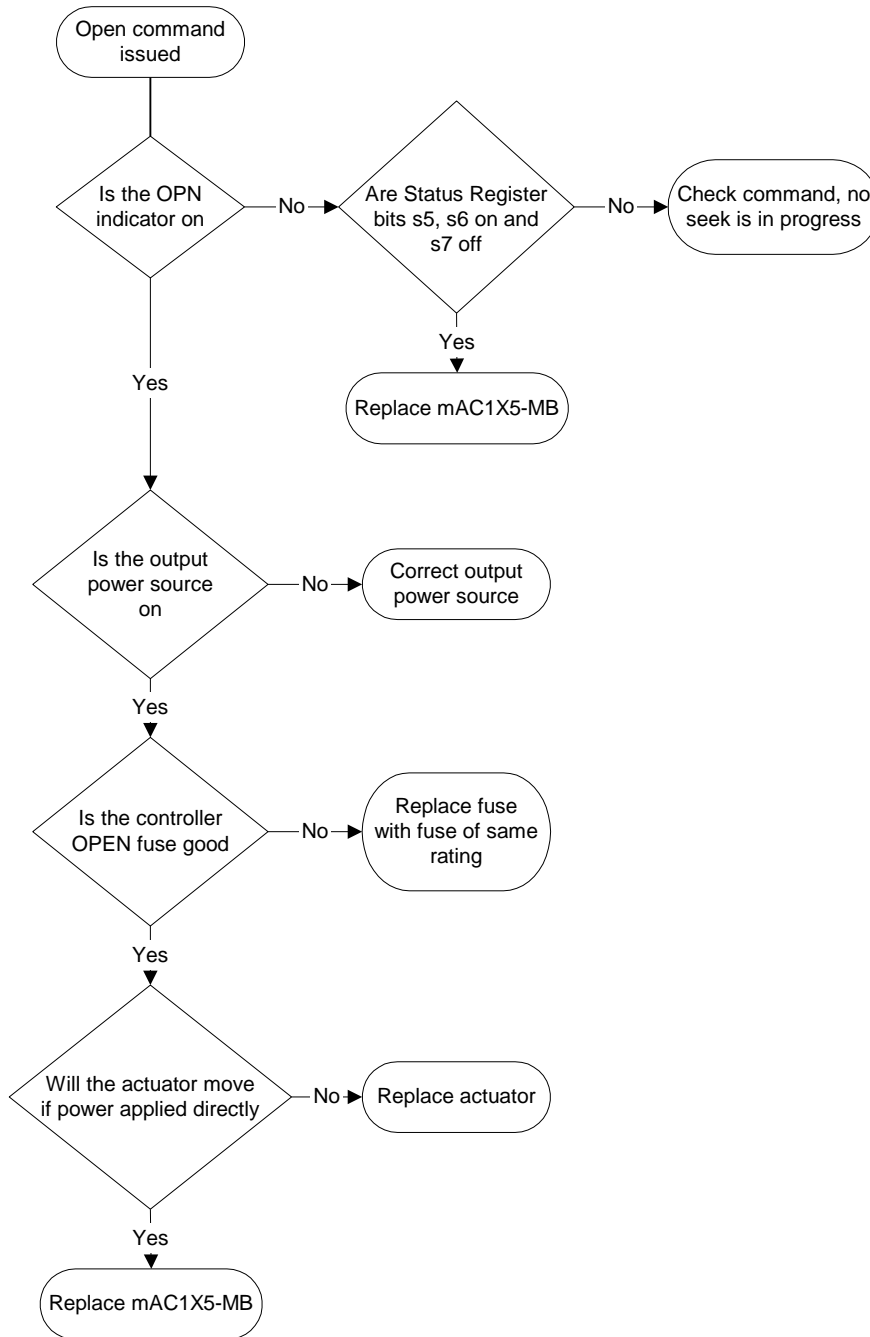 Open command
issued
Is the OPN
indicator on
No
Are Status Register
bits s5, s6 on and
s7 off
No
Check command, no
seek is in progress
Yes
Replace mAC1X5-MB
Yes
Is the output
power source
on
No
Correct output
power source
Yes
Is the controller
OPEN fuse good
No
Replace fuse
with fuse of same
rating
Yes
Will the actuator move
if power applied directly
No
Replace actuator
Yes
Replace mAC1X5-MB